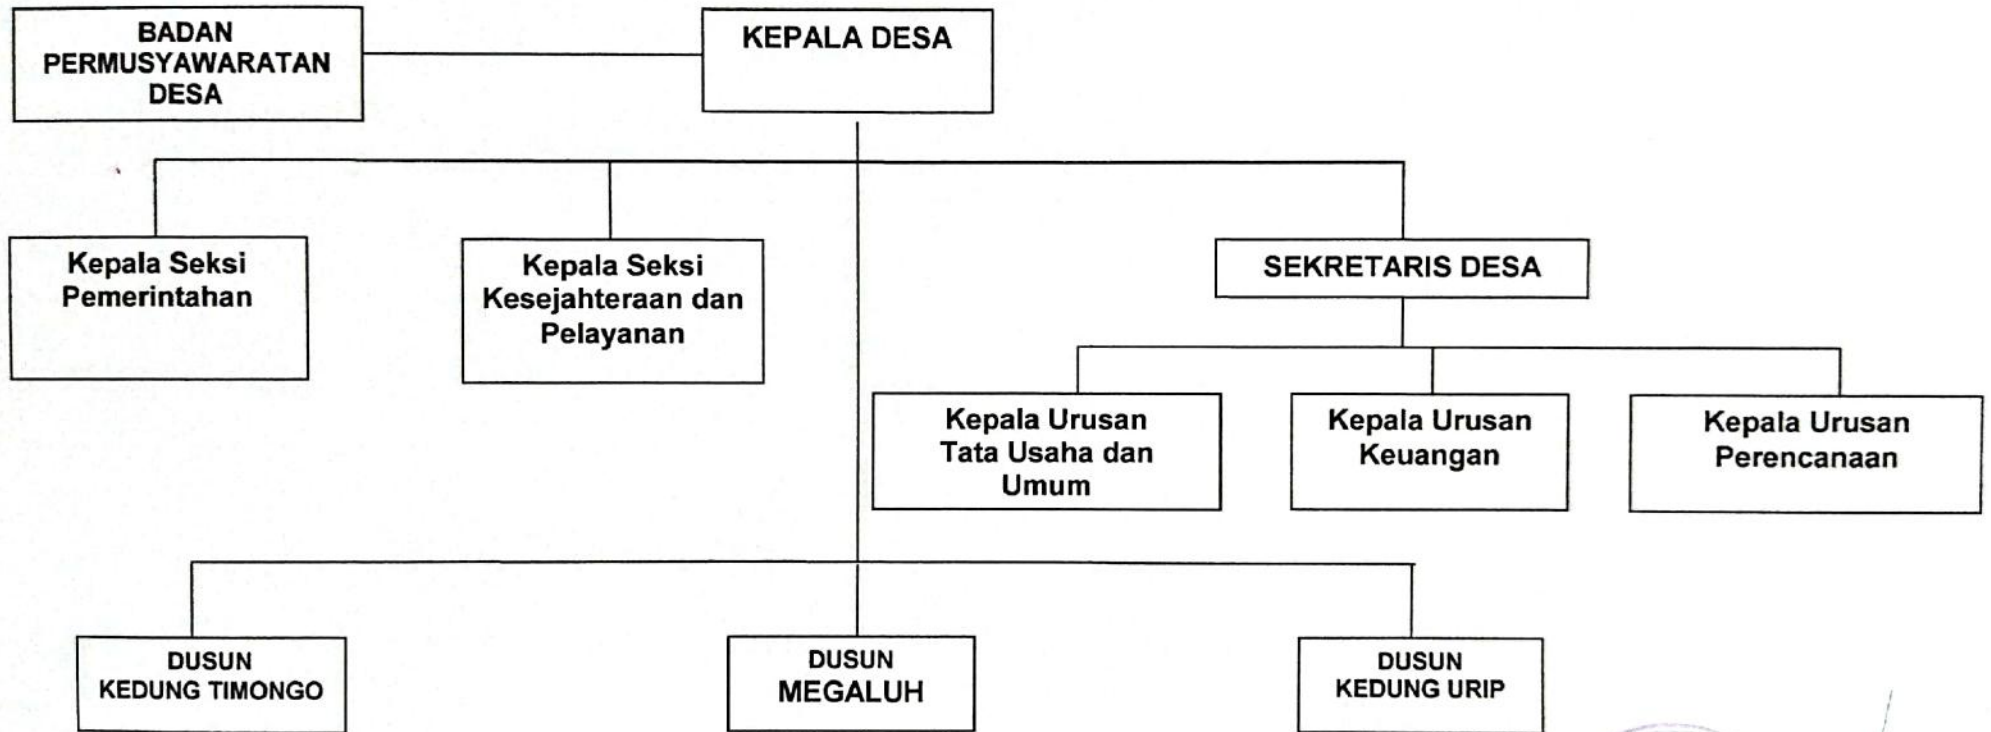 BADAN
PERMUSYAWARATAN
DESA
KEPALA DESA
Kepala Seksi
Pemerintahan
Kepala Seksi
Kesejahteraan dan
Pelayanan
SEKRETARIS DESA
Kepala Urusan
Tata Usaha dan
Umum
Kepala Urusan
Keuangan
Kepala Urusan
Perencanaan
DUSUN
KEDUNG TIMONGO
DUSUN
MEGALUH
DUSUN
KEDUNG URIP